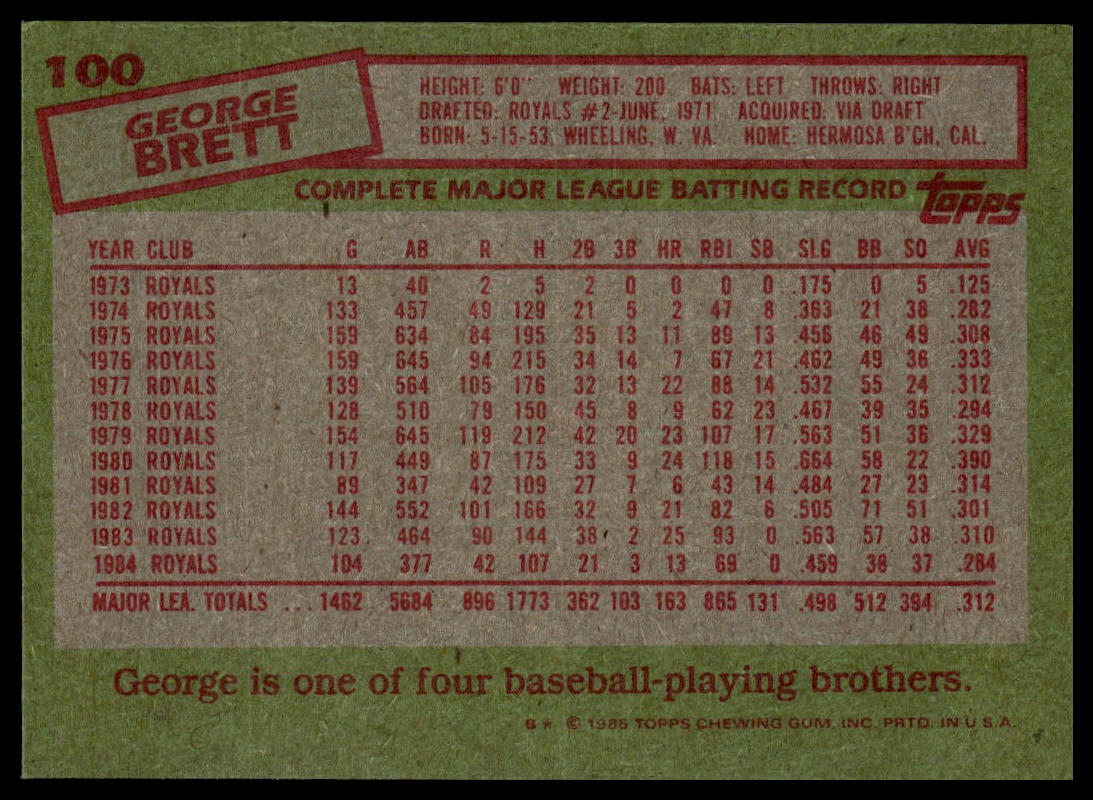 100
GEORGE
BRETT
HEIGHT: 6'0" WEIGHT: 200 BATS: LEFT THROWS: RIGHT
DRAFTED: ROYALS #2-JUNE, 1971 ACQUIRED: VIA DRAFT
BORN: 5-15-53, WHEELING, W. VA. HOME: HERMOSA B'CH, CAL.
COMPLETE MAJOR LEAGUE BATTING RECORD topps
YEAR CLUB G AB R H 2B 3B HR RBI SB SLG BB SO AVG
1973 ROYALS 13 40 2 5 2 0 0 0 0 .175 0 5 .125
1974 ROYALS 133 457 49 129 21 5 2 47 8 .363 21 38 .282
1975 ROYALS 159 634 84 195 35 13 11 89 13 .456 46 49 .308
1976 ROYALS 159 645 94 215 34 14 7 67 21 .462 49 36 .333
1977 ROYALS 139 564 105 176 32 13 22 88 14 .532 55 24 .312
1978 ROYALS 128 510 79 150 45 8 9 62 23 .467 39 35 .294
1979 ROYALS 154 645 119 212 42 20 23 107 17 .563 51 36 .329
1980 ROYALS 117 449 87 175 33 9 24 118 15 .664 58 22 .390
1981 ROYALS 89 347 42 109 27 7 6 43 14 .484 27 23 .314
1982 ROYALS 144 552 101 166 32 9 21 82 6 .505 71 51 .301
1983 ROYALS 123 464 90 144 38 2 25 93 0 .563 57 38 .310
1984 ROYALS 104 377 42 107 21 3 13 69 0 .459 38 37 .284
MAJOR LEA. TOTALS ... 1462 5684 896 1773 362 103 163 865 131 .498 512 394 .312
George is one of four baseball-playing brothers.
B * © 1985 TOPPS CHEWING GUM, INC. PRTD. IN U.S.A.